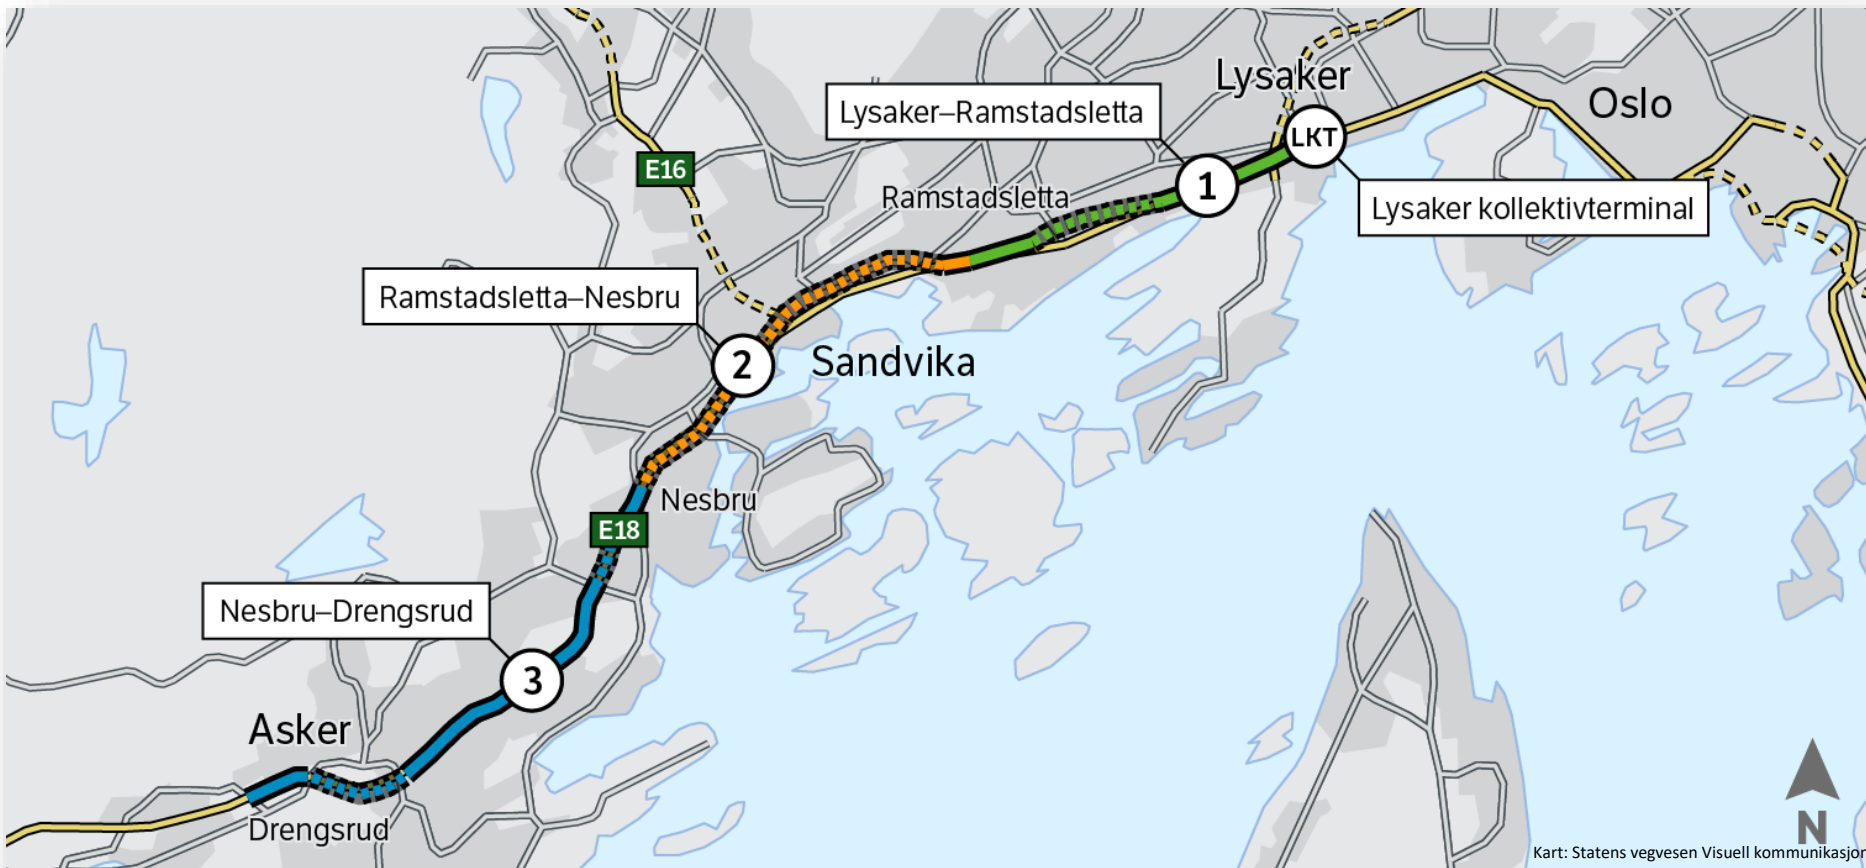 Lysaker
Oslo
Lysaker–Ramstadsletta
LKT
E16
1
Ramstadsletta
Lysaker kollektivterminal
Ramstadsletta–Nesbru
2
Sandvika
Nesbru
E18
Nesbru–Drengsrud
3
Asker
Drengsrud
N
Kart: Statens vegvesen Visuell kommunikasjon